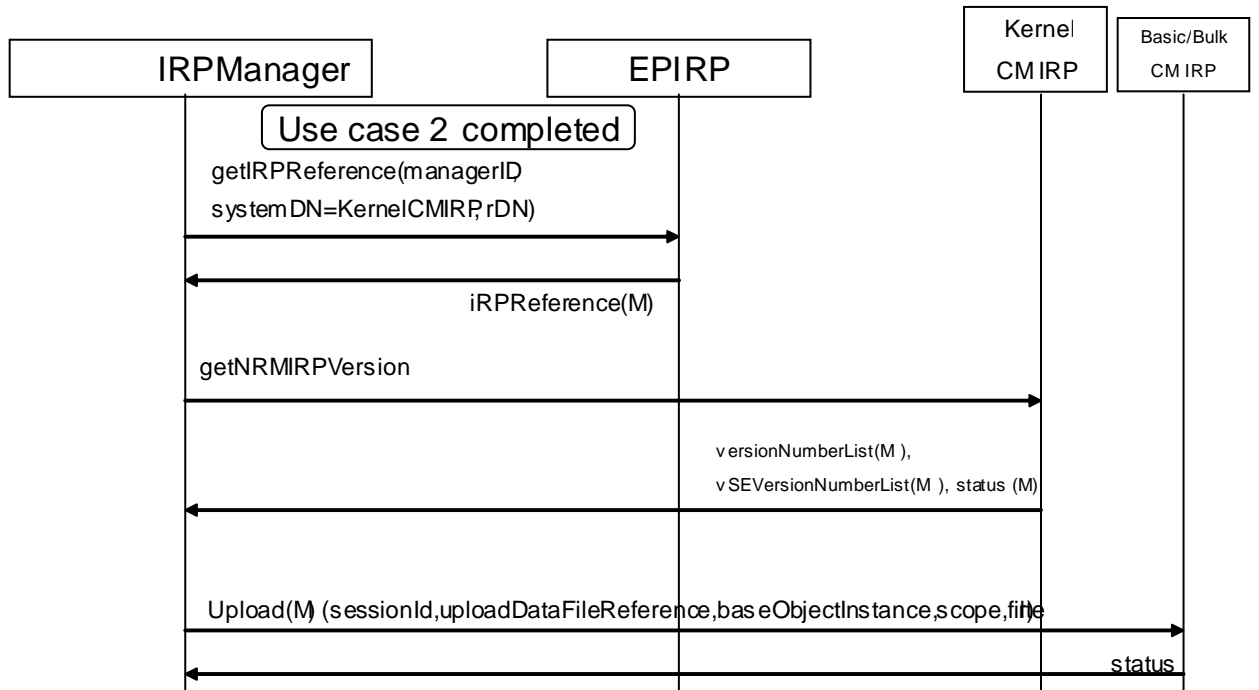 IRPManager
EPIRP
Kernel
CM IRP
Basic/Bulk
CM IRP
Use case 2 completed
getIRPReference(managerID,
systemDN=KernelCMIRP, rDN)
iRPReference(M)
getNRMIRPVersion
versionNumberList(M ),
vSEVersionNumberList(M ), status (M)
Upload(M) (sessionId,uploadDataFileReference,baseObjectInstance,scope,
status